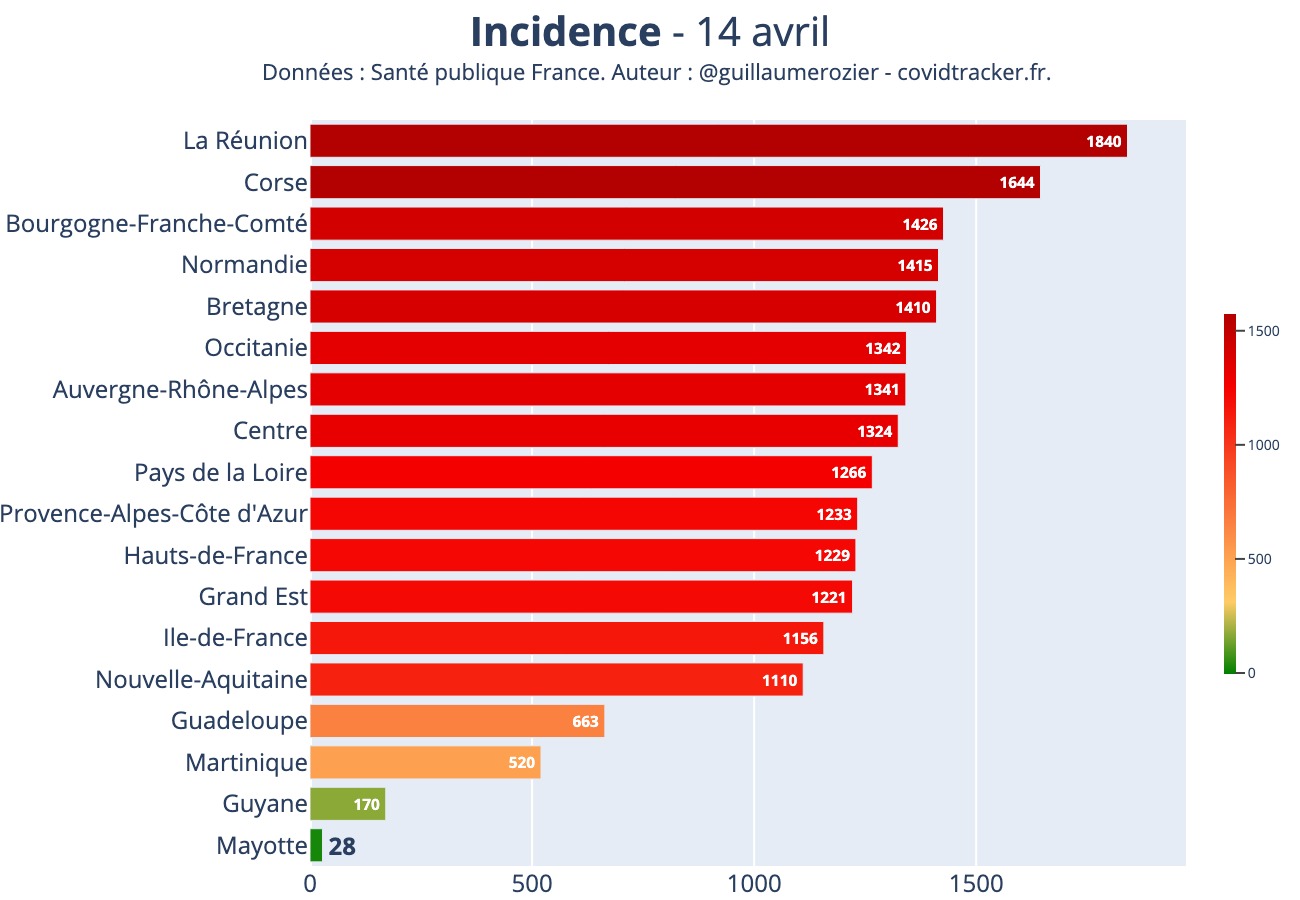 Incidence - 14 avril
Données : Santé publique France. Auteur : @guillaumerozier - covidtracker.fr.
La Réunion 1840
Corse 1644
Bourgogne-Franche-Comté 1426
Normandie 1415
Bretagne 1410
Occitanie 1342
Auvergne-Rhône-Alpes 1341
Centre 1324
Pays de la Loire 1266
Provence-Alpes-Côte d'Azur 1233
Hauts-de-France 1229
Grand Est 1221
Ile-de-France 1156
Nouvelle-Aquitaine 1110
Guadeloupe 663
Martinique 520
Guyane 170
Mayotte 28
0 500 1000 1500
1500
1000
500
0